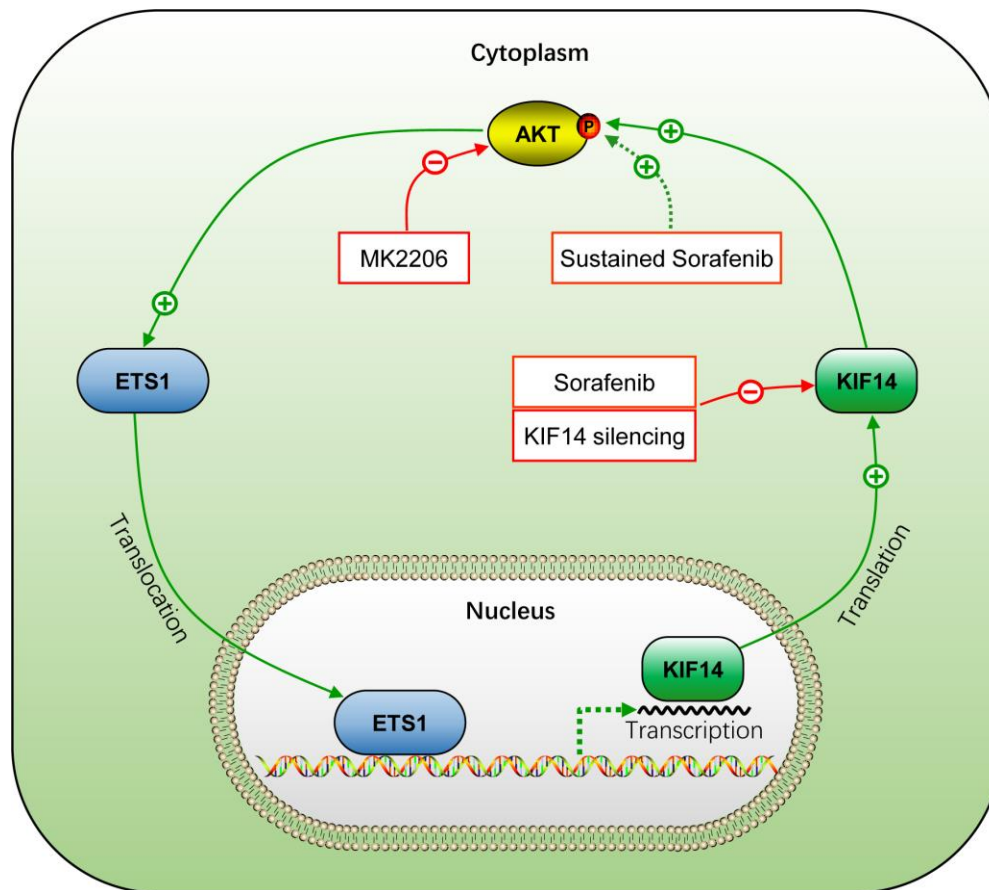 Cytoplasm
AKT
P
+
−
+
MK2206
Sustained Sorafenib
+
ETS1
Sorafenib
KIF14 silencing
−
KIF14
+
Translocation
Translation
Nucleus
KIF14
ETS1
Transcription